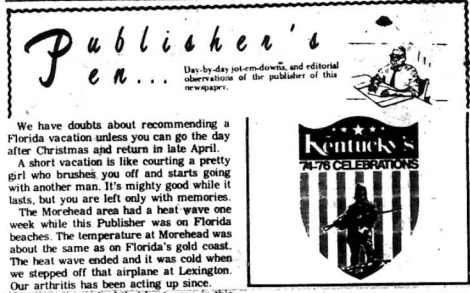 Publisher's
Pen...
Day-by-day jot-em-downs, and editorial
observations of the publisher of this
newspaper.
We have doubts about recommending a
Florida vacation unless you can go the day
after Christmas and return in late April.
A short vacation is like courting a pretty
girl who brushes you off and starts going
with another man. It's mighty good while it
lasts, but you are left only with memories.
The Morehead area had a heat wave one
week while this Publisher was on Florida
beaches. The temperature at Morehead was
about the same as on Florida's gold coast.
The heat wave ended and it was cold when
we stepped off that airplane at Lexington.
Our arthritis has been acting up since.
Kentucky's
74-76 CELEBRATIONS